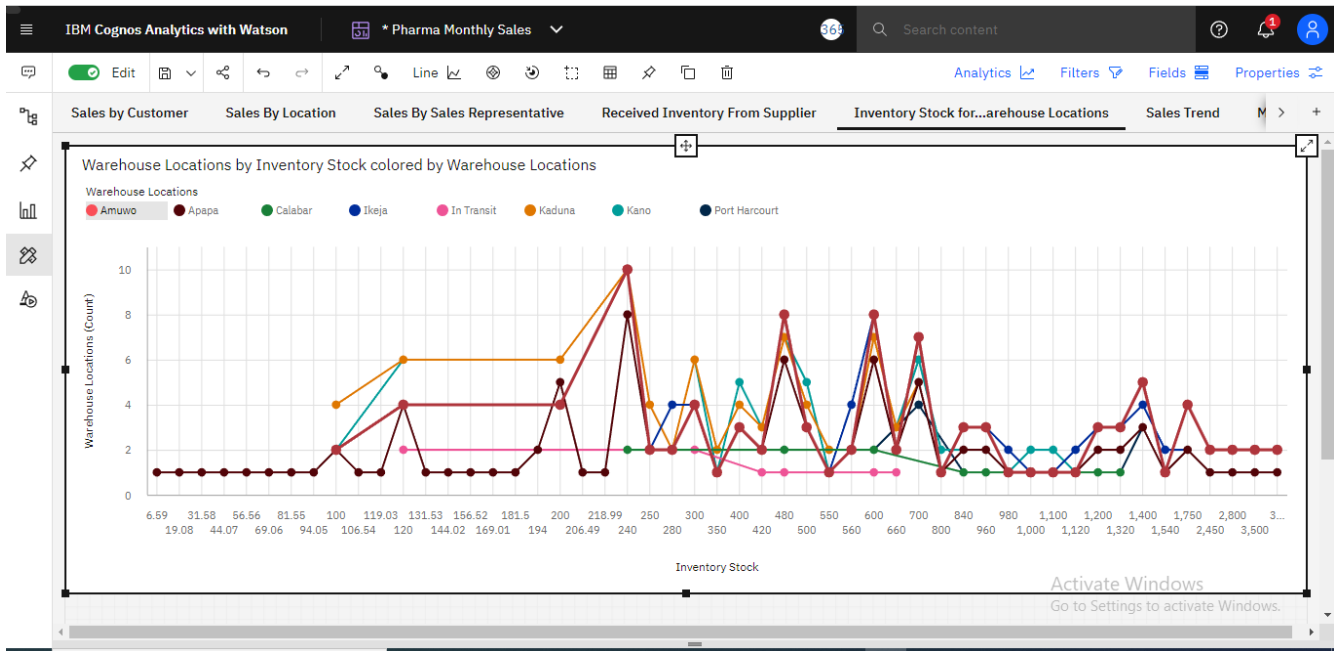 IBM Cognos Analytics with Watson
* Pharma Monthly Sales
365
Search content
1
Edit
Line
Analytics
Filters
Fields
Properties
Sales by Customer
Sales By Location
Sales By Sales Representative
Received Inventory From Supplier
Inventory Stock for...arehouse Locations
Sales Trend
M
Warehouse Locations by Inventory Stock colored by Warehouse Locations
Warehouse Locations
Amuwo
Apapa
Calabar
Ikeja
In Transit
Kaduna
Kano
Port Harcourt
Warehouse Locations (Count)
10
8
6
4
2
0
6.59 31.58 56.56 81.55 100 119.03 131.53 156.52 181.5 200 218.99 250 300 400 480 550 600 700 840 980 1,100 1,200 1,400 1,750 2,800 3...
19.08 44.07 69.06 94.05 106.54 120 144.02 169.01 194 206.49 240 280 350 420 500 560 660 800 960 1,000 1,120 1,320 1,540 2,450 3,500
Inventory Stock
Activate Windows
Go to Settings to activate Windows.